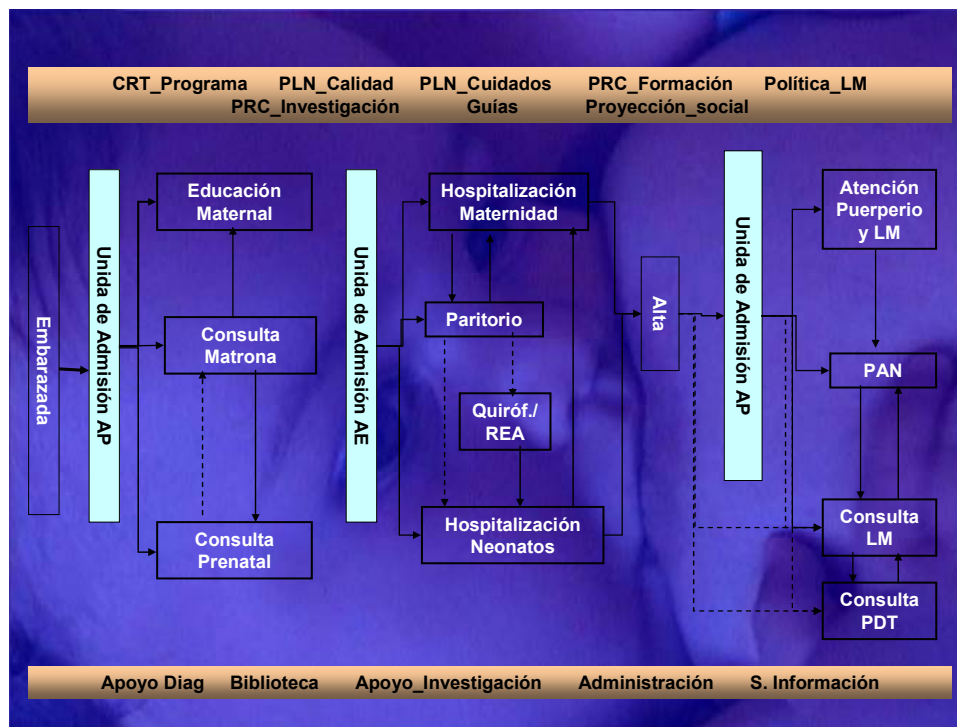 CRT_Programa PLN_Calidad PLN_Cuidados PRC_Formación Política_LM
PRC_Investigación Guías Proyección_social
Embarazada
Unida de Admisión AP
Educación
Maternal
Consulta
Matrona
Consulta
Prenatal
Unida de Admisión AE
Hospitalización
Maternidad
Paritorio
Quiróf./
REA
Hospitalización
Neonatos
Alta
Unida de Admisión AP
Atención
Puerperio
y LM
PAN
Consulta
LM
Consulta
PDT
Apoyo Diag Biblioteca Apoyo_Investigación Administración S. Información